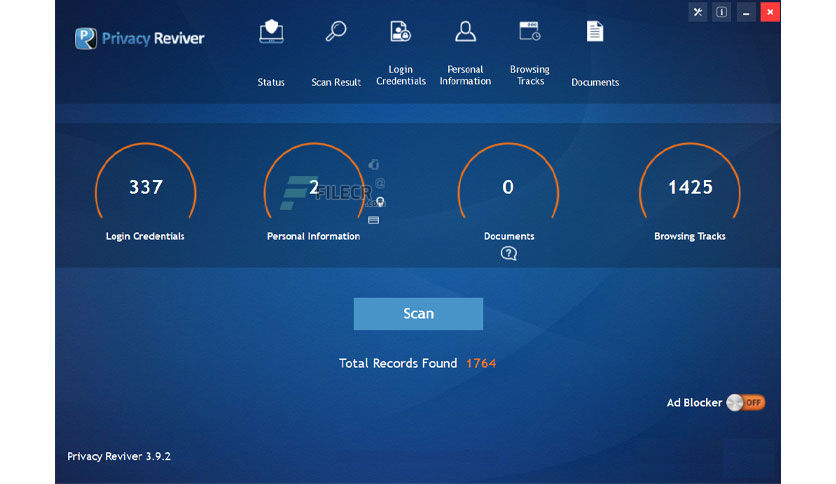 Privacy Reviver
Status
Scan Result
Login
Credentials
Personal
Information
Browsing
Tracks
Documents
337
2
0
1425
FILECR
.com
Login Credentials
Personal Information
Documents
Browsing Tracks
Scan
Total Records Found 1764
Ad Blocker OFF
Privacy Reviver 3.9.2